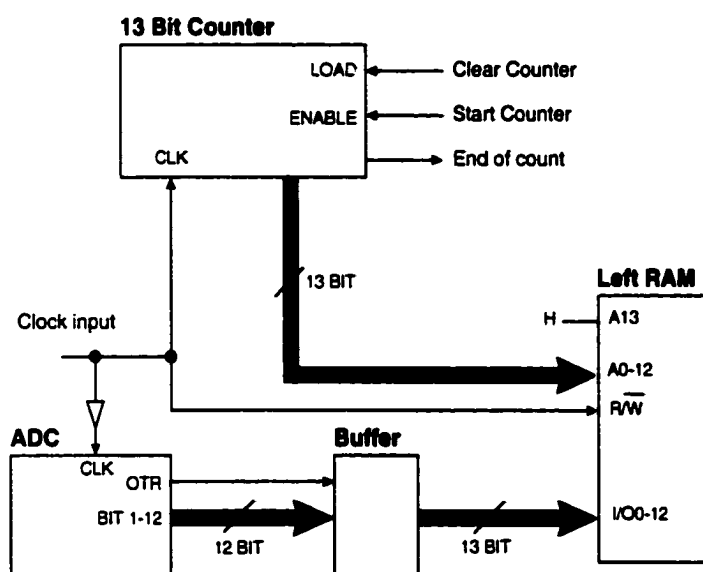 13 Bit Counter
LOAD
Clear Counter
ENABLE
Start Counter
CLK
End of count
13 BIT
Left RAM
Clock input
H
A13
A0-12
R/W̅
ADC
Buffer
CLK
OTR
BIT 1-12
12 BIT
13 BIT
I/O0-12